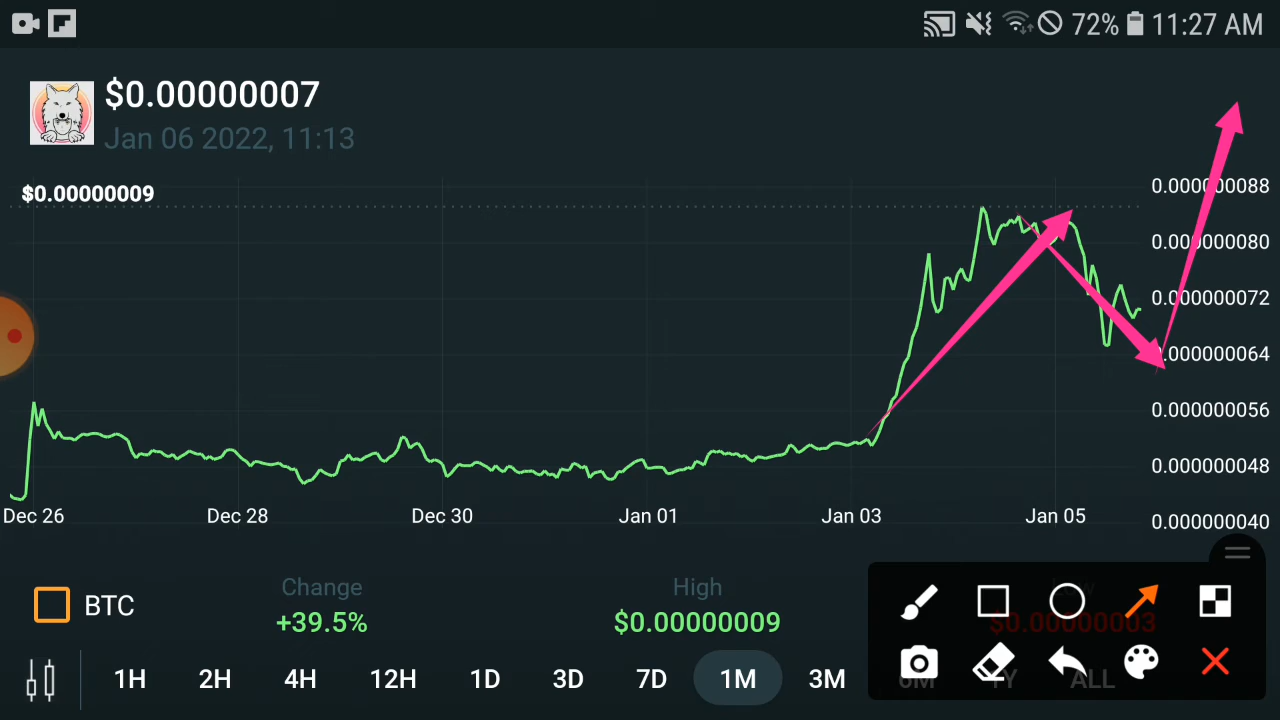 72% 11:27 AM
$0.00000007
Jan 06 2022, 11:13
$0.00000009
0.000000088
0.000000080
0.000000072
0.000000064
0.000000056
0.000000048
0.000000040
Dec 26 Dec 28 Dec 30 Jan 01 Jan 03 Jan 05
Change High
BTC +39.5% $0.00000009 $0.00000003
1H 2H 4H 12H 1D 3D 7D 1M 3M 6M 1Y ALL